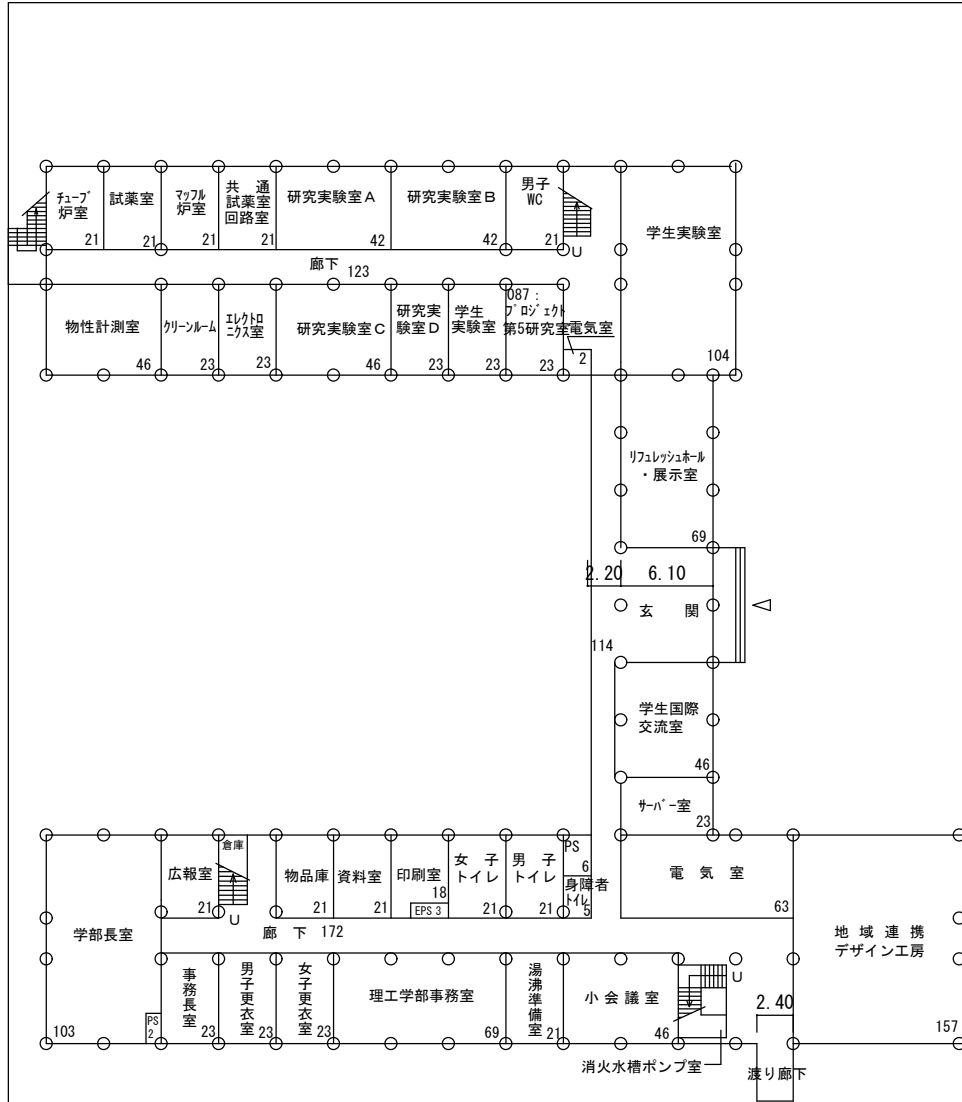 チューブ
炉室
21
試薬室
21
マッフル
炉室
21
共　通
試薬室
回路室
21
研究実験室Ａ
42
研究実験室Ｂ
42
男子
WC
21
U
学生実験室
104
廊下
123
物性計測室
46
クリーンルーム
23
エレクトロ
ニクス室
23
研究実験室Ｃ
46
研究実
験室Ｄ
23
学生
実験室
23
087：
プロジェクト
第5研究室
23
電気室
2
リフレッシュホール
・展示室
69
2.20
6.10
玄　関
114
学生国際
交流室
46
サーバー室
23
学部長室
103
広報室
21
倉庫
U
物品庫
21
資料室
21
印刷室
18
EPS 3
女　子
トイレ
21
男　子
トイレ
21
PS
6
身障者
トイレ
5
電　気　室
63
地　域　連　携
デザイン工房
157
廊　下
172
PS
2
事務長室
23
男子更衣室
23
女子更衣室
23
理工学部事務室
69
湯沸準備室
21
小会議室
46
U
2.40
消火水槽ポンプ室
渡り廊下